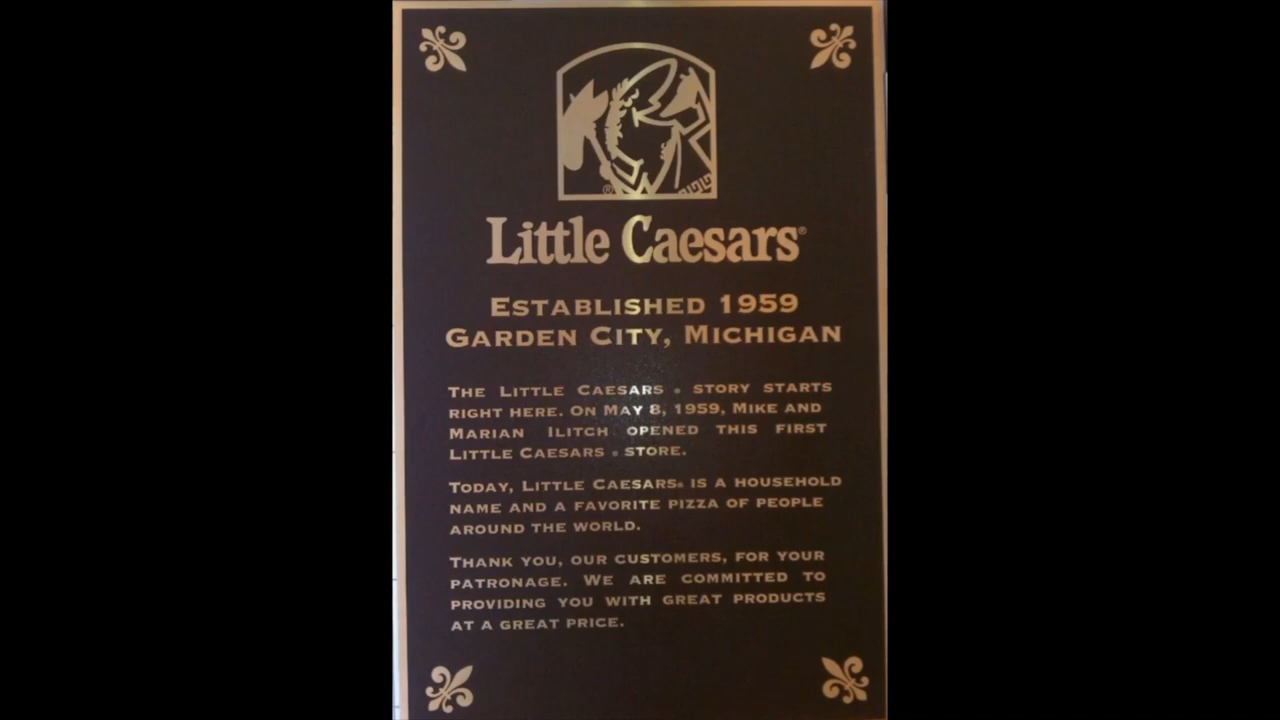 ®
Little Caesars®
ESTABLISHED 1959
GARDEN CITY, MICHIGAN
THE LITTLE CAESARS ® STORY STARTS
RIGHT HERE. ON MAY 8, 1959, MIKE AND
MARIAN ILITCH OPENED THIS FIRST
LITTLE CAESARS ® STORE.
TODAY, LITTLE CAESARS® IS A HOUSEHOLD
NAME AND A FAVORITE PIZZA OF PEOPLE
AROUND THE WORLD.
THANK YOU, OUR CUSTOMERS, FOR YOUR
PATRONAGE. WE ARE COMMITTED TO
PROVIDING YOU WITH GREAT PRODUCTS
AT A GREAT PRICE.